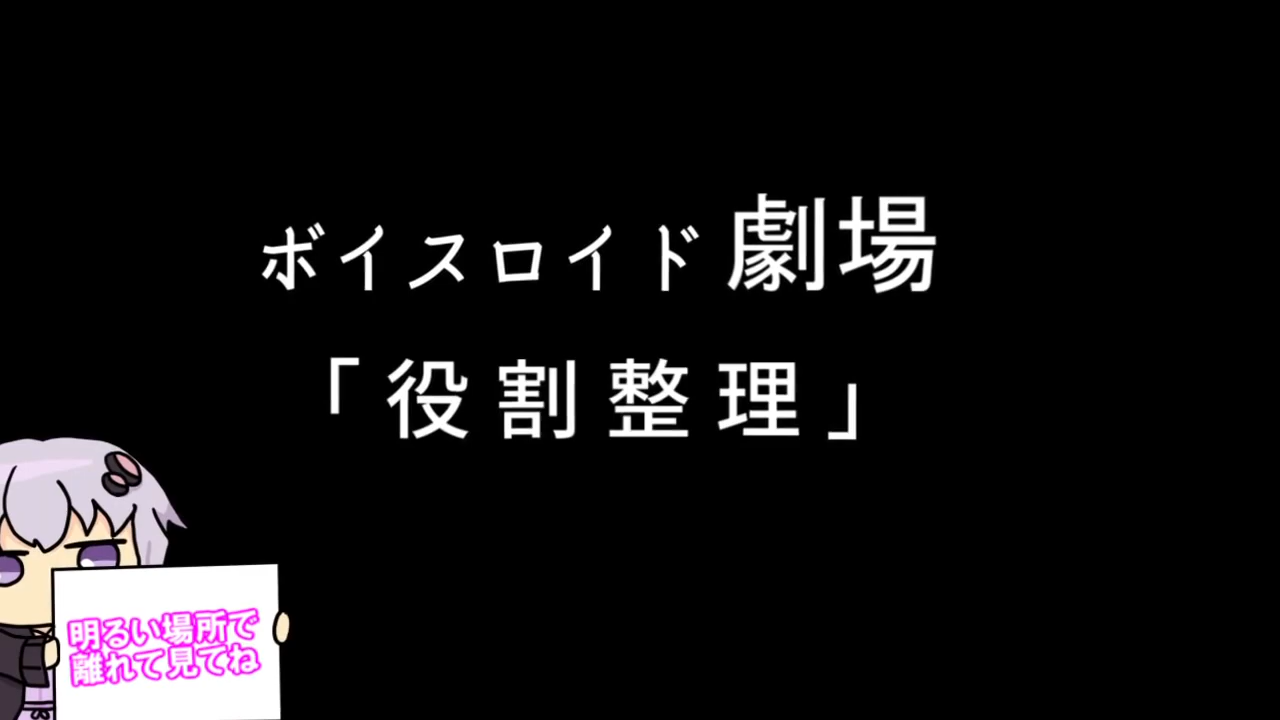 ボイスロイド劇場
「役割整理」
明るい場所で
離れて見てね